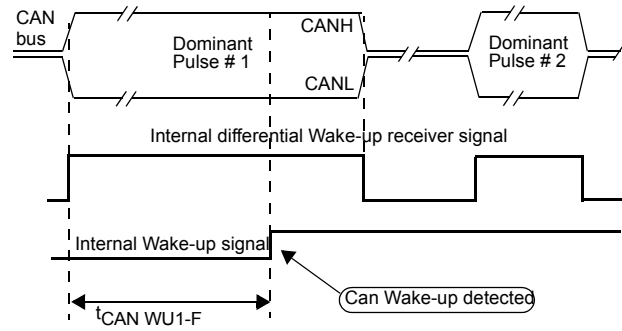 CAN
bus
CANH
Dominant
Pulse # 1
CANL
Dominant
Pulse # 2
Internal differential Wake-up receiver signal
Internal Wake-up signal
Can Wake-up detected
tCAN WU1-F